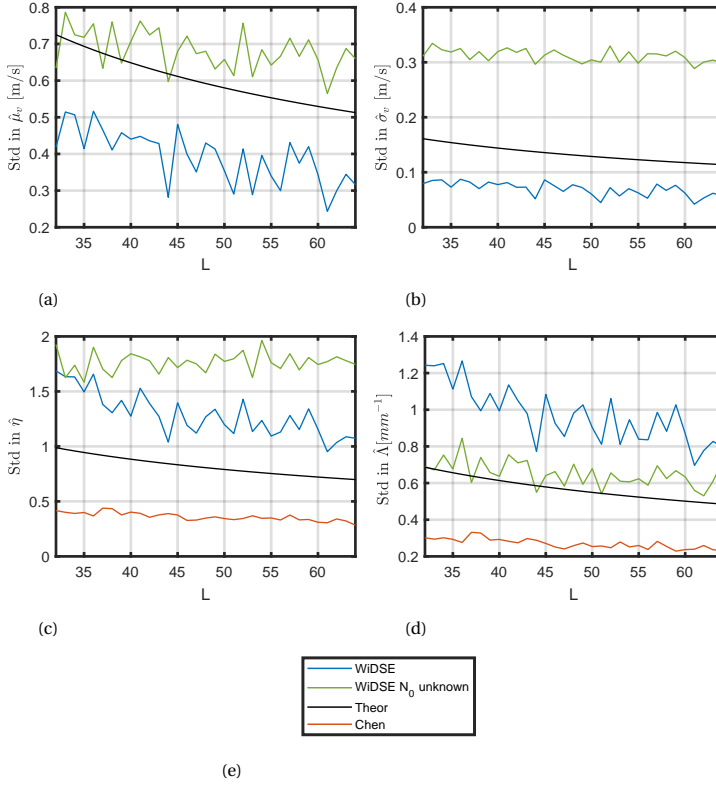 0.8
0.7
0.6
0.5
0.4
0.3
0.2
Std in μ̂_v [m/s]
35 40 45 50 55 60
L
(a)
0.4
0.3
0.2
0.1
0
Std in σ̂_v [m/s]
35 40 45 50 55 60
L
(b)
2
1.5
1
0.5
0
Std in η̂
35 40 45 50 55 60
L
(c)
1.4
1.2
1
0.8
0.6
0.4
0.2
Std in Λ̂[mm⁻¹]
35 40 45 50 55 60
L
(d)
WiDSE
WiDSE N₀ unknown
Theor
Chen
(e)